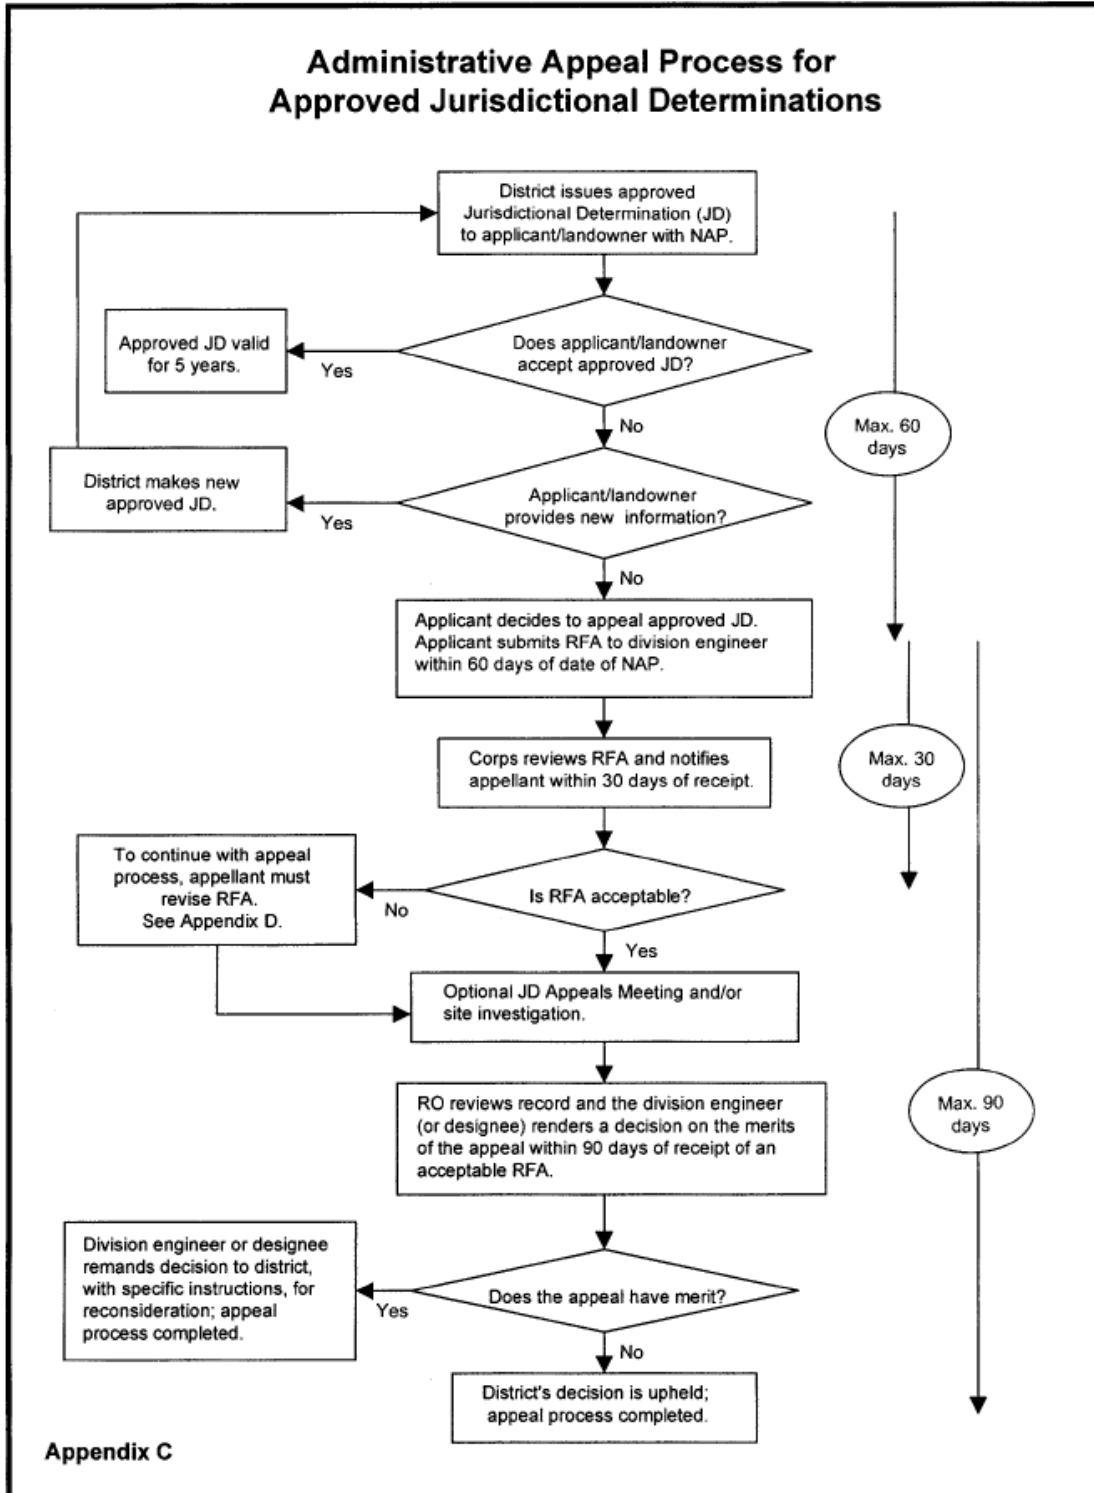 Administrative Appeal Process for
Approved Jurisdictional Determinations
District issues approved
Jurisdictional Determination (JD)
to applicant/landowner with NAP.
Does applicant/landowner
accept approved JD?
Yes
Approved JD valid
for 5 years.
No
Max. 60
days
Applicant/landowner
provides new information?
Yes
District makes new
approved JD.
No
Applicant decides to appeal approved JD.
Applicant submits RFA to division engineer
within 60 days of date of NAP.
Corps reviews RFA and notifies
appellant within 30 days of receipt.
Max. 30
days
Is RFA acceptable?
No
To continue with appeal
process, appellant must
revise RFA.
See Appendix D.
Yes
Optional JD Appeals Meeting and/or
site investigation.
RO reviews record and the division engineer
(or designee) renders a decision on the merits
of the appeal within 90 days of receipt of an
acceptable RFA.
Max. 90
days
Does the appeal have merit?
Yes
Division engineer or designee
remands decision to district,
with specific instructions, for
reconsideration; appeal
process completed.
No
District's decision is upheld;
appeal process completed.
Appendix C